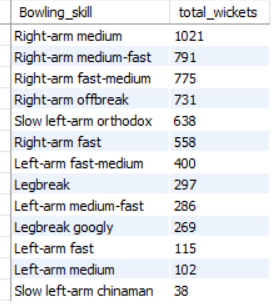 Bowling_skill total_wickets
Right-arm medium 1021
Right-arm medium-fast 791
Right-arm fast-medium 775
Right-arm offbreak 731
Slow left-arm orthodox 638
Right-arm fast 558
Left-arm fast-medium 400
Legbreak 297
Left-arm medium-fast 286
Legbreak googly 269
Left-arm fast 115
Left-arm medium 102
Slow left-arm chinaman 38